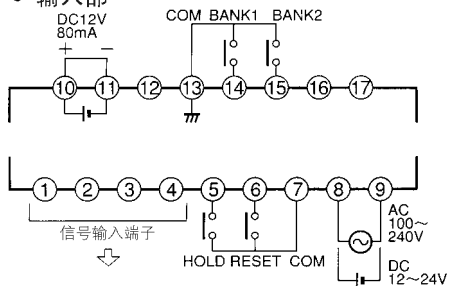 • 输入部
DC12V
80mA
COM BANK1 BANK2
+ −
10 11 12 13 14 15 16 17
1 2 3 4 5 6 7 8 9
信号输入端子
HOLD RESET COM
AC
100~
240V
DC
12~24V